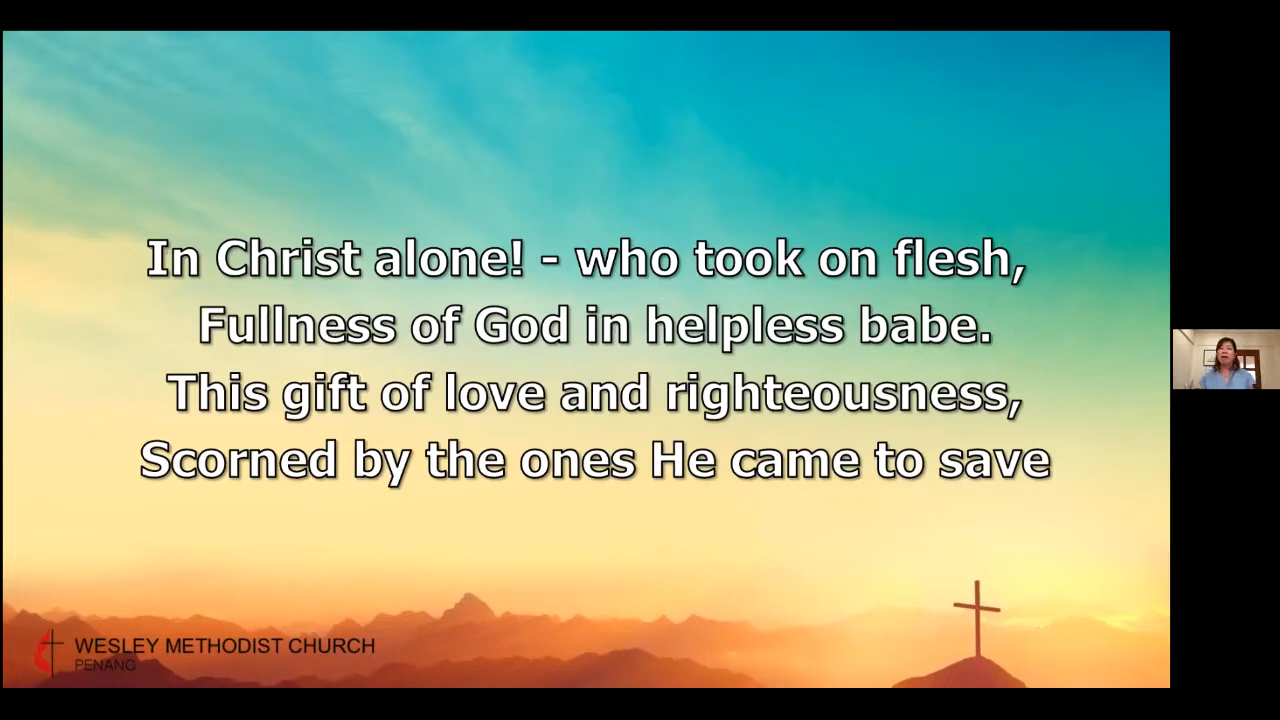 In Christ alone! - who took on flesh,
Fullness of God in helpless babe.
This gift of love and righteousness,
Scorned by the ones He came to save
WESLEY METHODIST CHURCH
PENANG